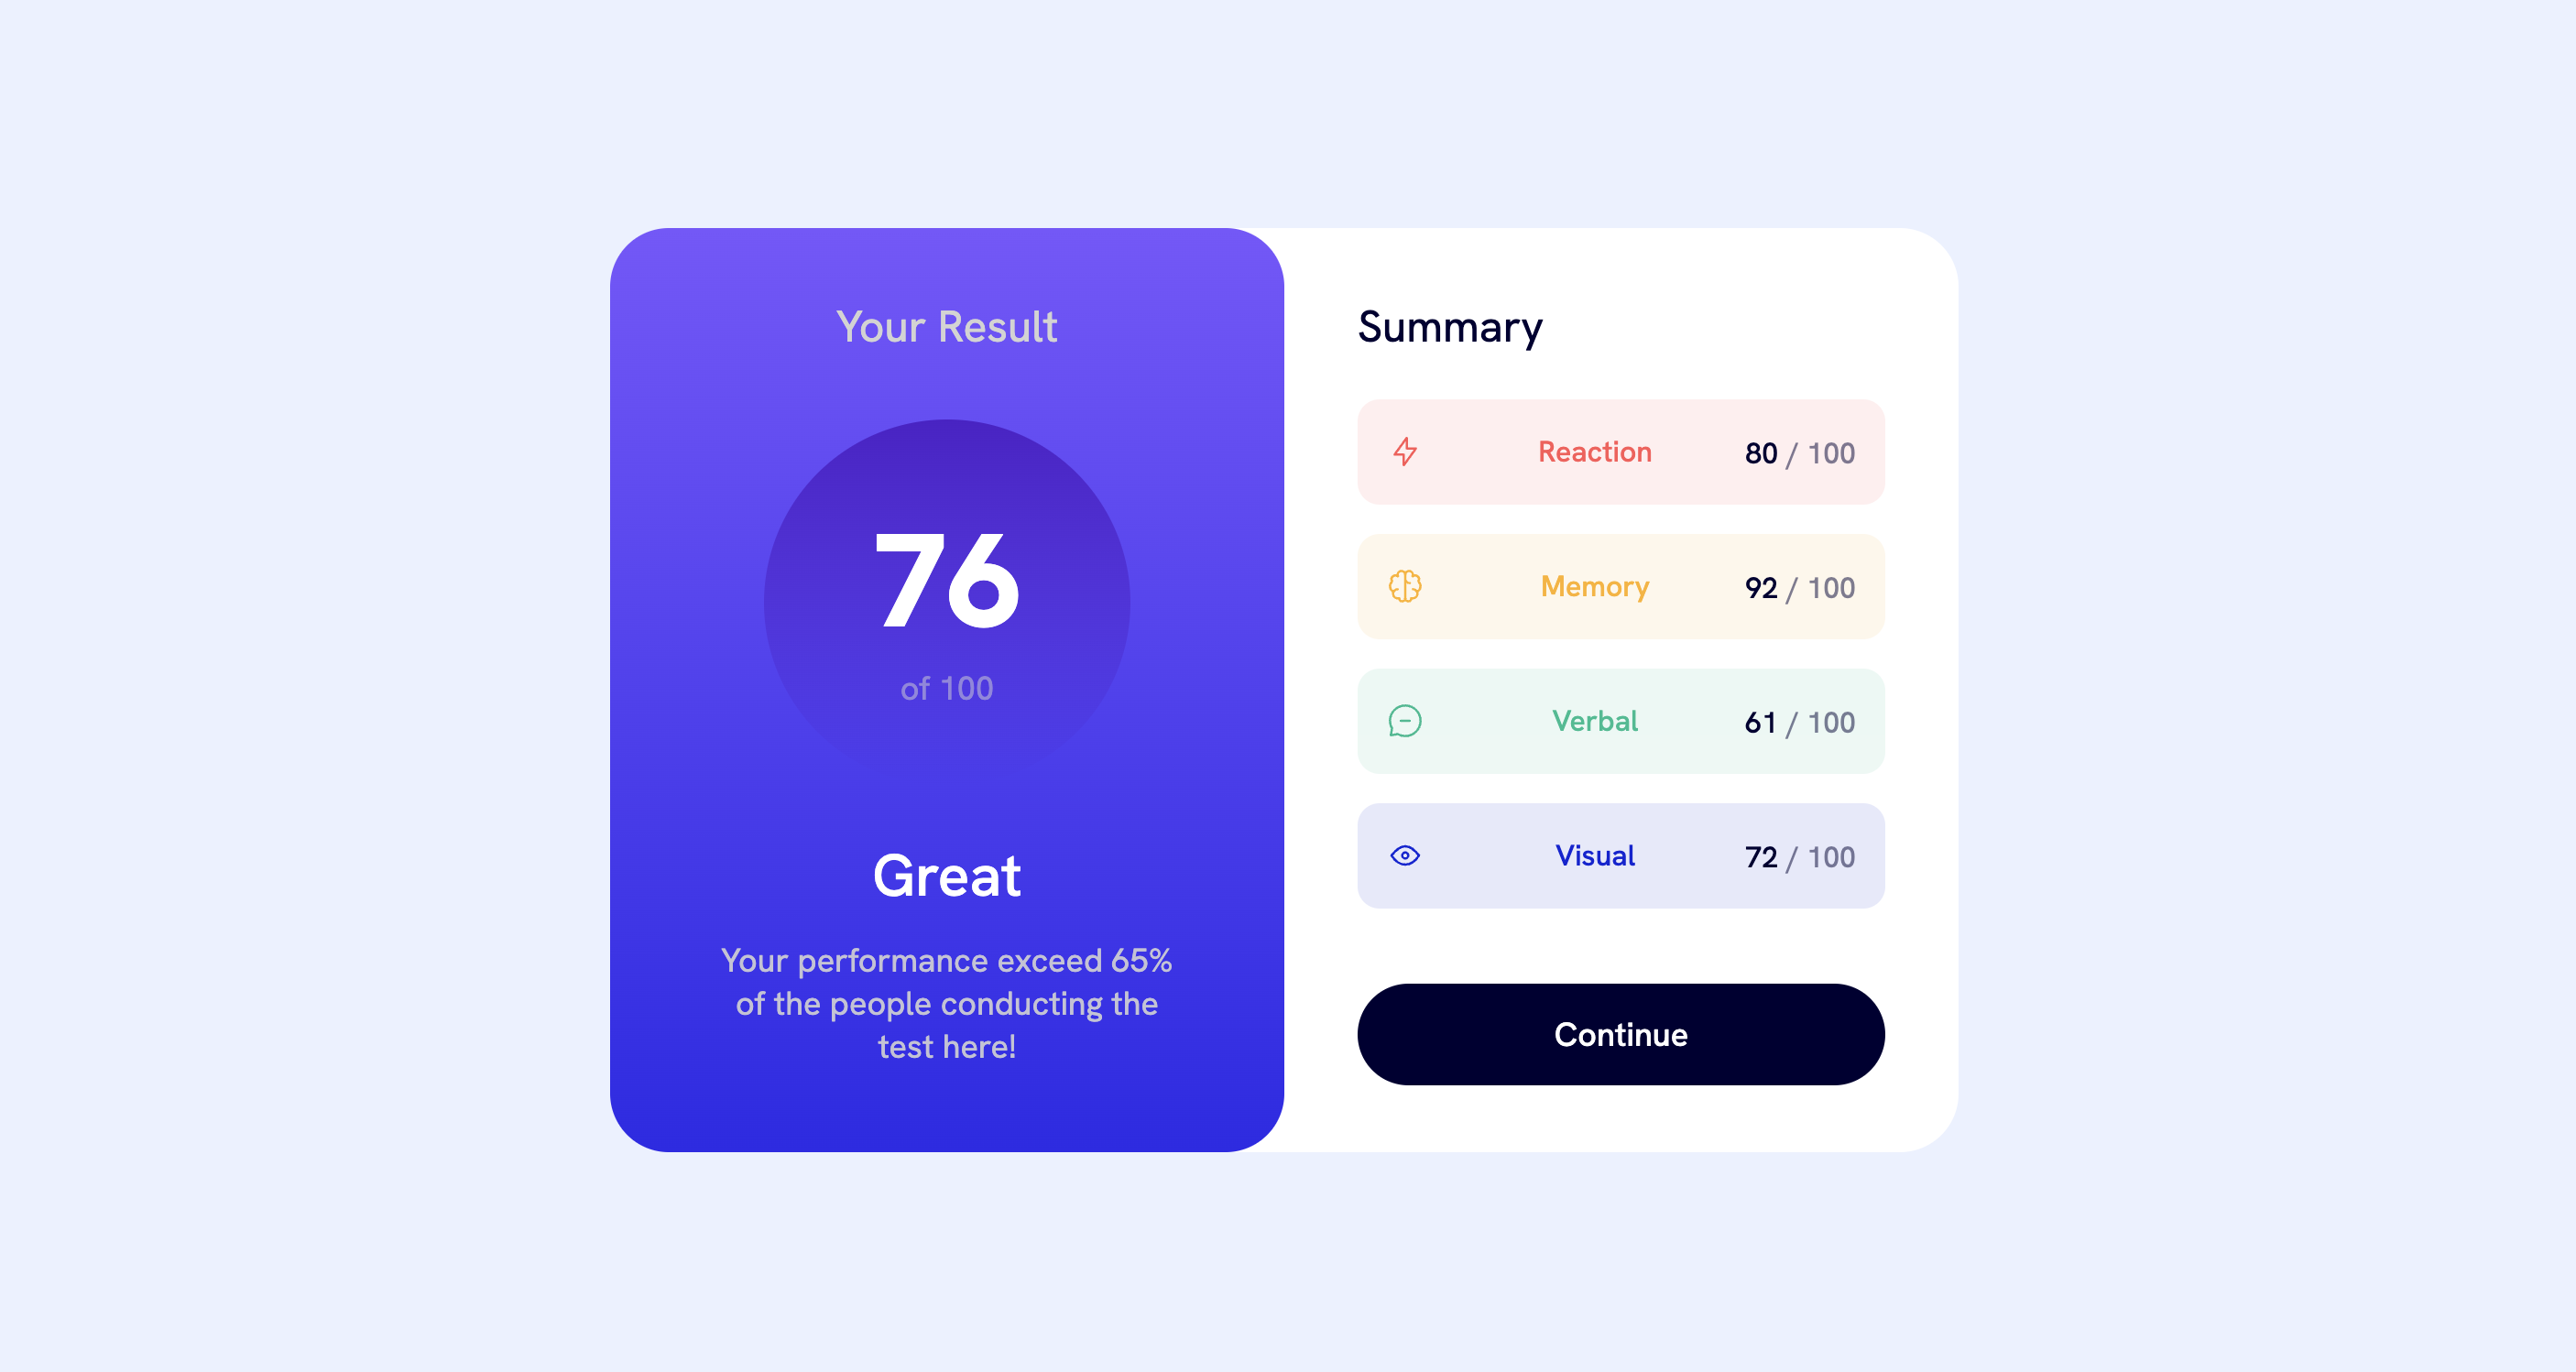 Your Result
76
of 100
Great
Your performance exceed 65%
of the people conducting the
test here!
Summary
Reaction 80 / 100
Memory 92 / 100
Verbal 61 / 100
Visual 72 / 100
Continue